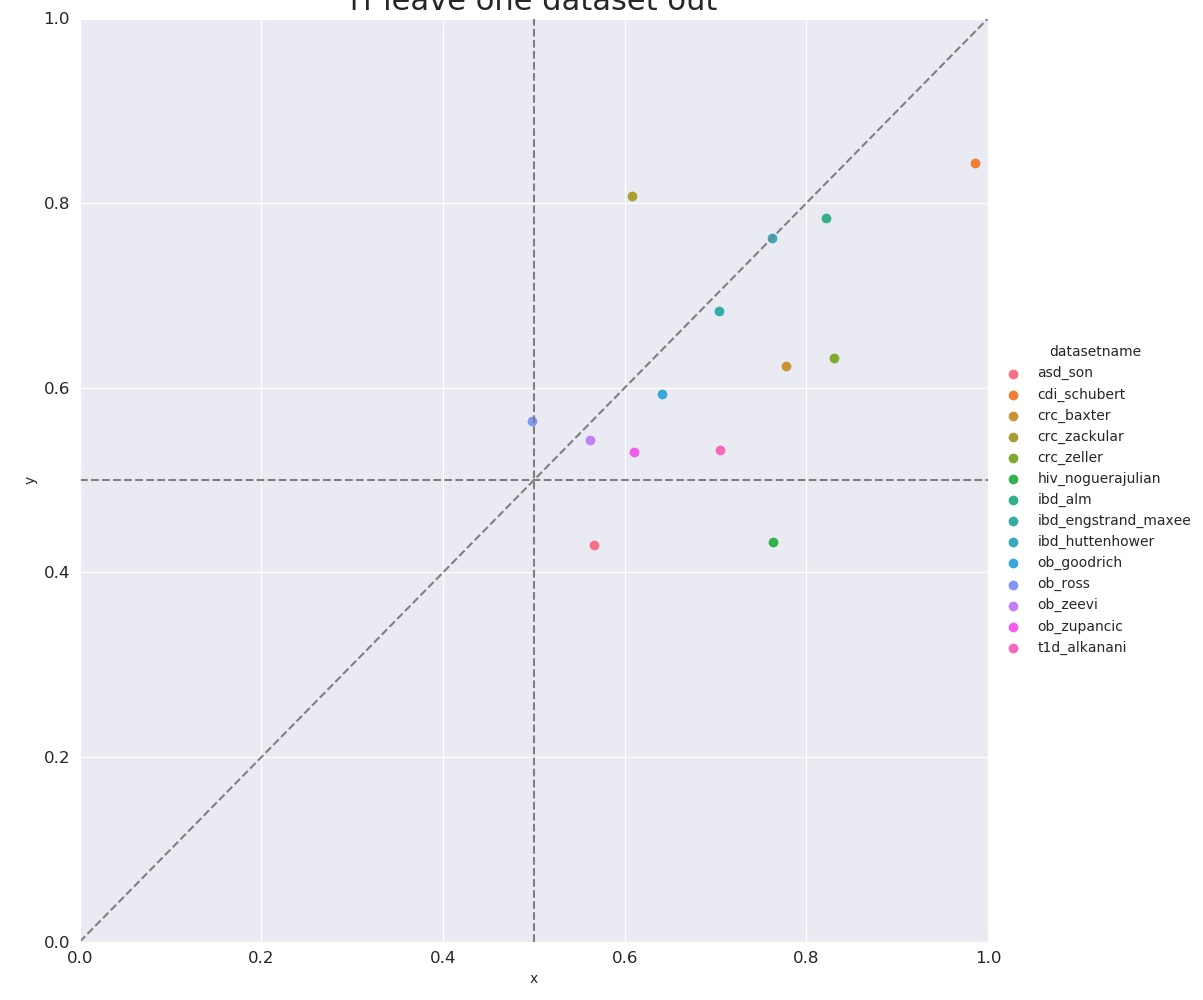 leave one dataset out
1.0
0.8
0.6
0.4
0.2
0.0
y
0.0 0.2 0.4 0.6 0.8 1.0
x
datasetname
asd_son
cdi_schubert
crc_baxter
crc_zackular
crc_zeller
hiv_noguerajulian
ibd_alm
ibd_engstrand_maxee
ibd_huttenhower
ob_goodrich
ob_ross
ob_zeevi
ob_zupancic
t1d_alkanani